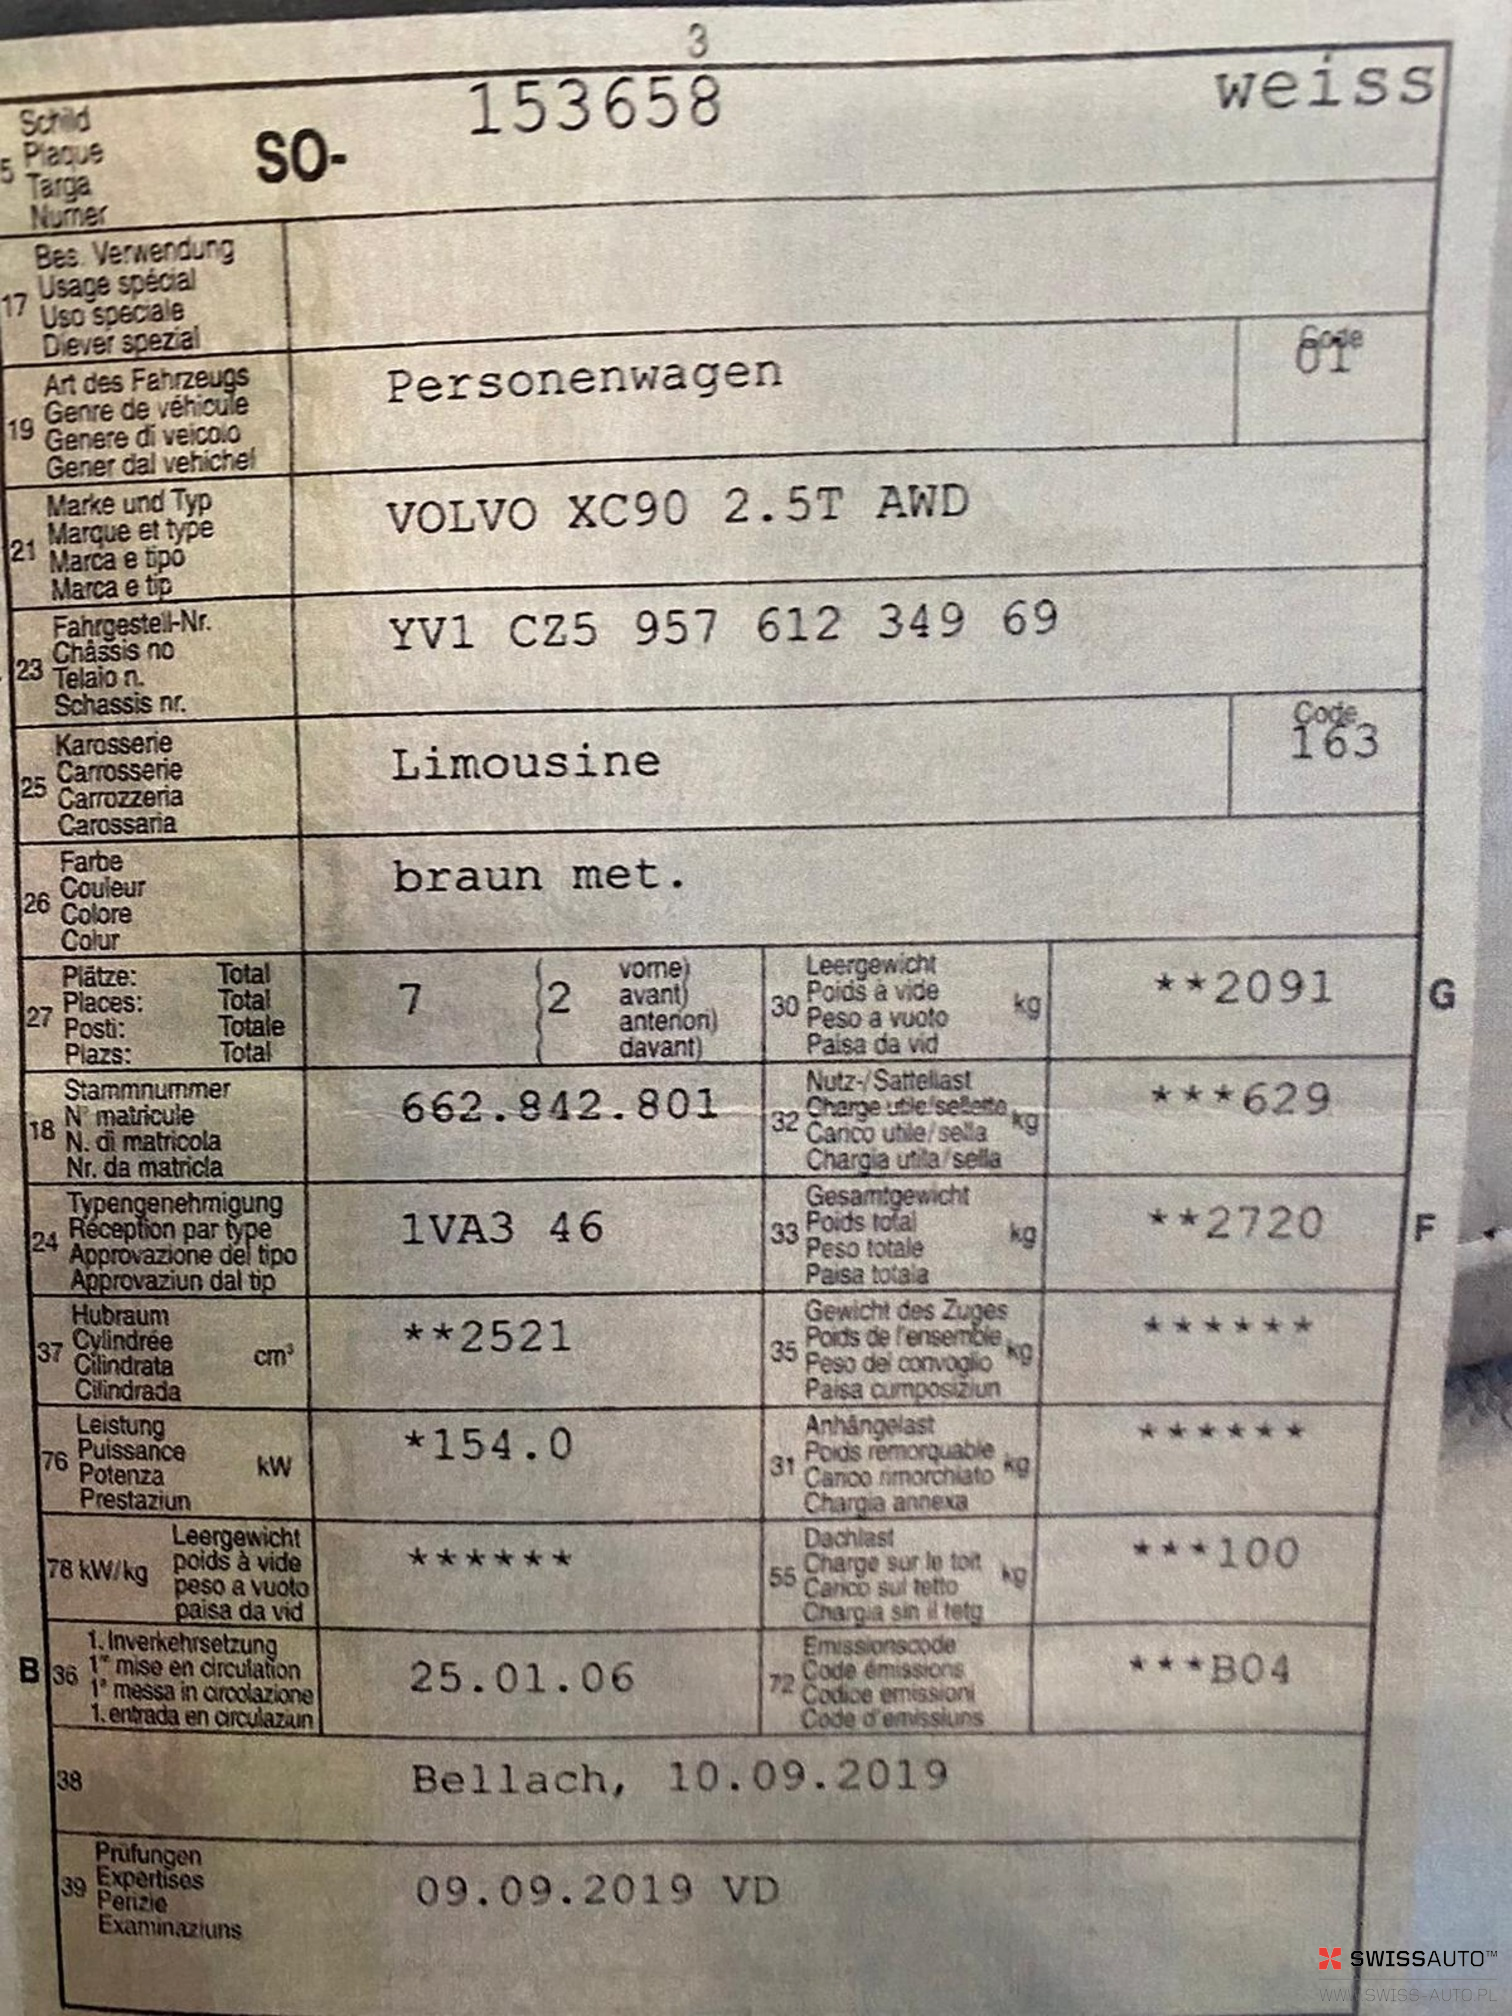 3
5 Schild
Plaque
Targa
Numer
SO- 153658 weiss
17 Bes. Verwendung
Usage spécial
Uso speciale
Diever spezial
19 Art des Fahrzeugs
Genre de véhicule
Genere di veicolo
Gener dal vehichel
Personenwagen
Code
01
21 Marke und Typ
Marque et type
Marca e tipo
Marca e tip
VOLVO XC90 2.5T AWD
23 Fahrgestell-Nr.
Châssis no
Telaio n.
Schassis nr.
YV1 CZ5 957 612 349 69
25 Karosserie
Carrosserie
Carrozzeria
Carossaria
Limousine
Code
163
26 Farbe
Couleur
Colore
Colur
braun met.
27 Plätze: Total
Places: Total
Posti: Totale
Plazs: Total
7 ( 2 vorne)
( avant)
( anteriori)
( davant)
30 Leergewicht
Poids à vide
Peso a vuoto
Paisa da vid
kg
**2091 G
18 Stammnummer
N° matricule
N. di matricola
Nr. da matricla
662.842.801
32 Nutz-/Sattellast
Charge utile/sellette
Carico utile/sella
Chargia utila/sella
kg
***629
24 Typengenehmigung
Réception par type
Approvazione del tipo
Approvaziun dal tip
1VA3 46
33 Gesamtgewicht
Poids total
Peso totale
Paisa totala
kg
**2720 F
37 Hubraum
Cylindrée
Cilindrata
Cilindrada
cm³
**2521
35 Gewicht des Zuges
Poids de l'ensemble
Peso del convoglio
Paisa cumposiziun
kg
******
76 Leistung
Puissance
Potenza
Prestaziun
kW
*154.0
31 Anhängelast
Poids remorquable
Carico rimorchiato
Chargia annexa
kg
******
78 kW/kg Leergewicht
poids à vide
peso a vuoto
paisa da vid
******
55 Dachlast
Charge sur le toit
Carico sul tetto
Chargia sin il tetg
kg
***100
B 36 1. Inverkehrsetzung
1re mise en circulation
1a messa in circolazione
1. entrada en circulaziun
25.01.06
72 Emissionscode
Code émissions
Codice emissioni
Code d'emissiuns
***B04
38 Bellach, 10.09.2019
39 Prüfungen
Expertises
Perizie
Examinaziuns
09.09.2019 VD
SWISSAUTO™
WWW.SWISS-AUTO.PL